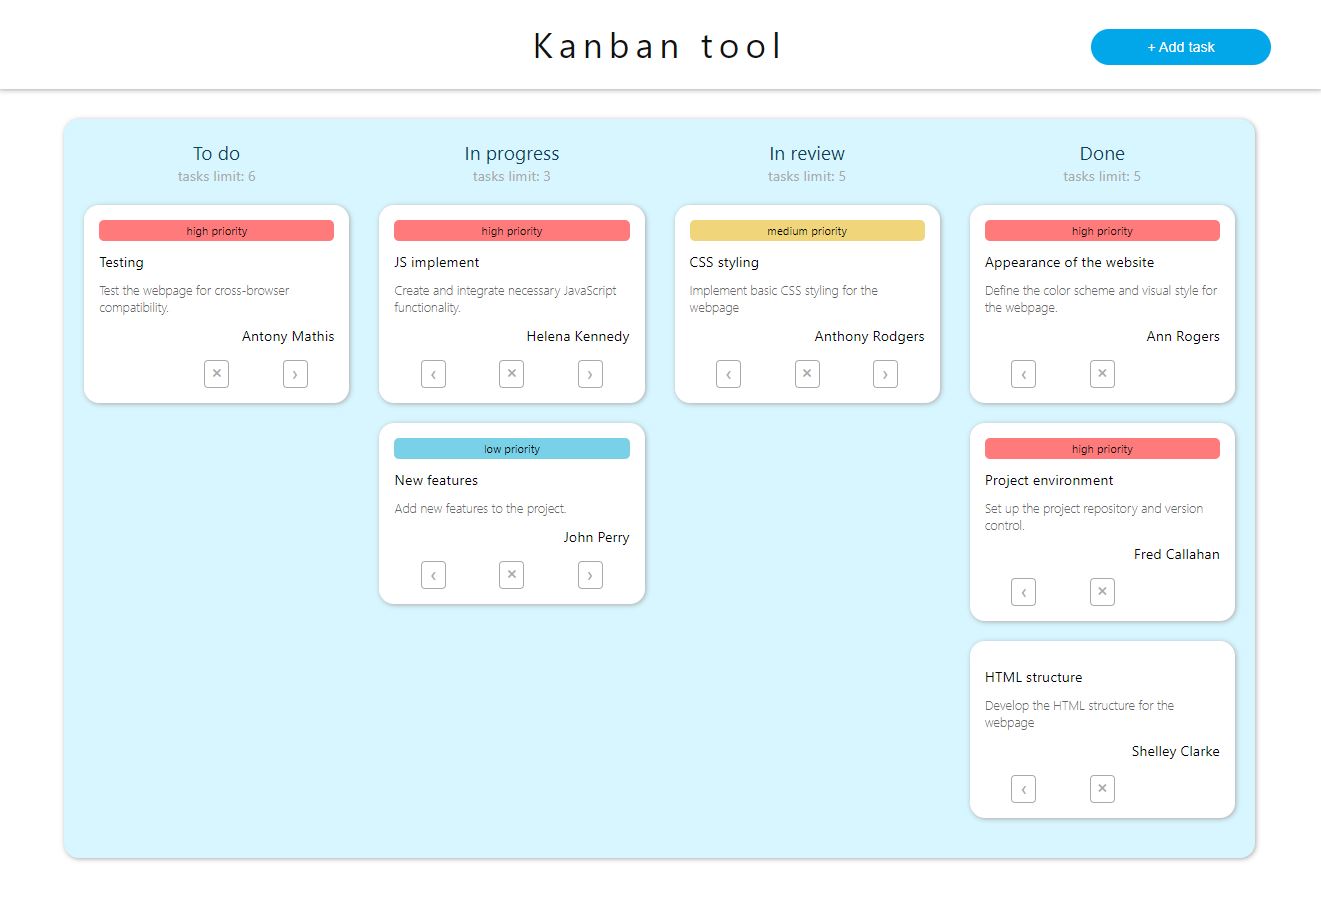 Kanban tool
+ Add task
To do
tasks limit: 6
high priority
Testing
Test the webpage for cross-browser
compatibility.
Antony Mathis
✕
›
In progress
tasks limit: 3
high priority
JS implement
Create and integrate necessary JavaScript
functionality.
Helena Kennedy
‹
✕
›
low priority
New features
Add new features to the project.
John Perry
‹
✕
›
In review
tasks limit: 5
medium priority
CSS styling
Implement basic CSS styling for the
webpage
Anthony Rodgers
‹
✕
›
Done
tasks limit: 5
high priority
Appearance of the website
Define the color scheme and visual style for
the webpage.
Ann Rogers
‹
✕
high priority
Project environment
Set up the project repository and version
control.
Fred Callahan
‹
✕
HTML structure
Develop the HTML structure for the
webpage
Shelley Clarke
‹
✕